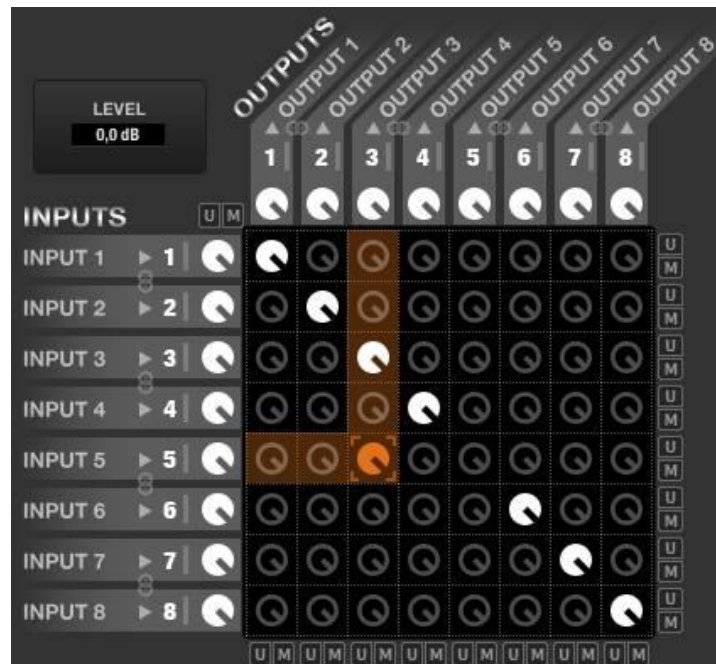 OUTPUTS
OUTPUT 1
OUTPUT 2
OUTPUT 3
OUTPUT 4
OUTPUT 5
OUTPUT 6
OUTPUT 7
OUTPUT 8
LEVEL
0,0 dB
1 2 3 4 5 6 7 8
INPUTS U M
INPUT 1 1 U M
INPUT 2 2 U M
INPUT 3 3 U M
INPUT 4 4 U M
INPUT 5 5 U M
INPUT 6 6 U M
INPUT 7 7 U M
INPUT 8 8 U M
U M U M U M U M U M U M U M U M